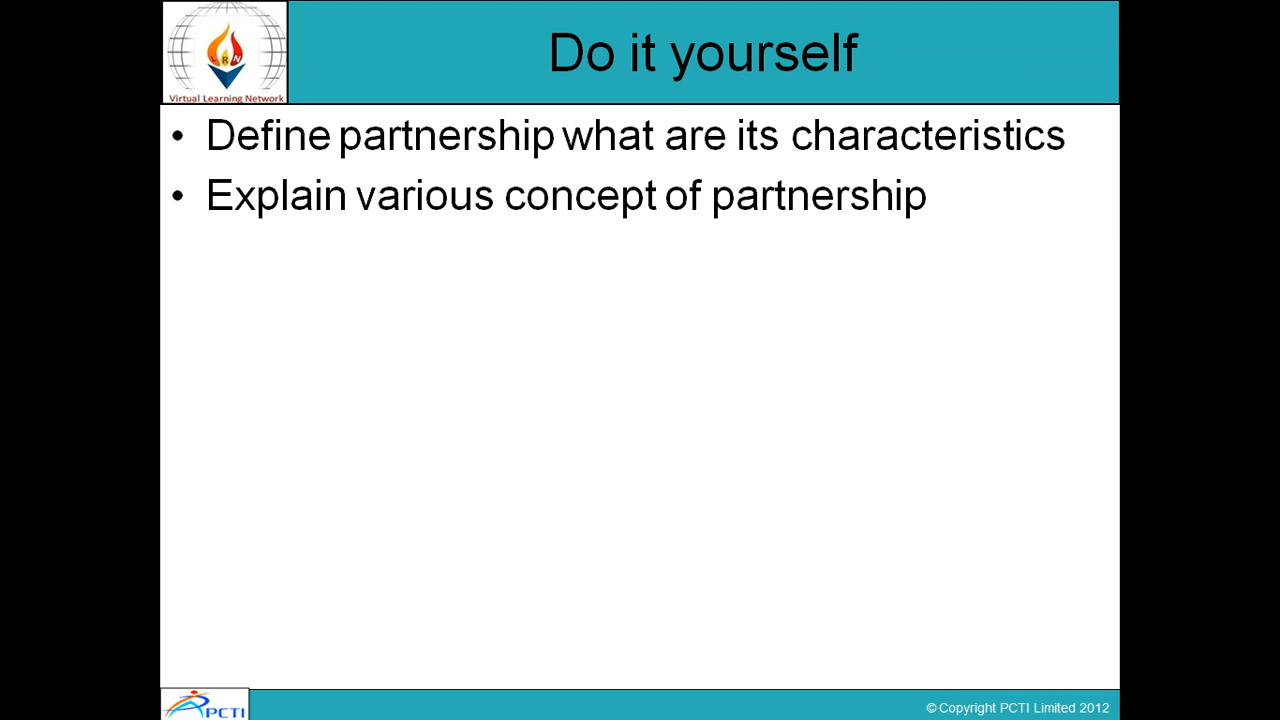 Do it yourself
Virtual Learning Network
• Define partnership what are its characteristics
• Explain various concept of partnership
PCTI
© Copyright PCTI Limited 2012